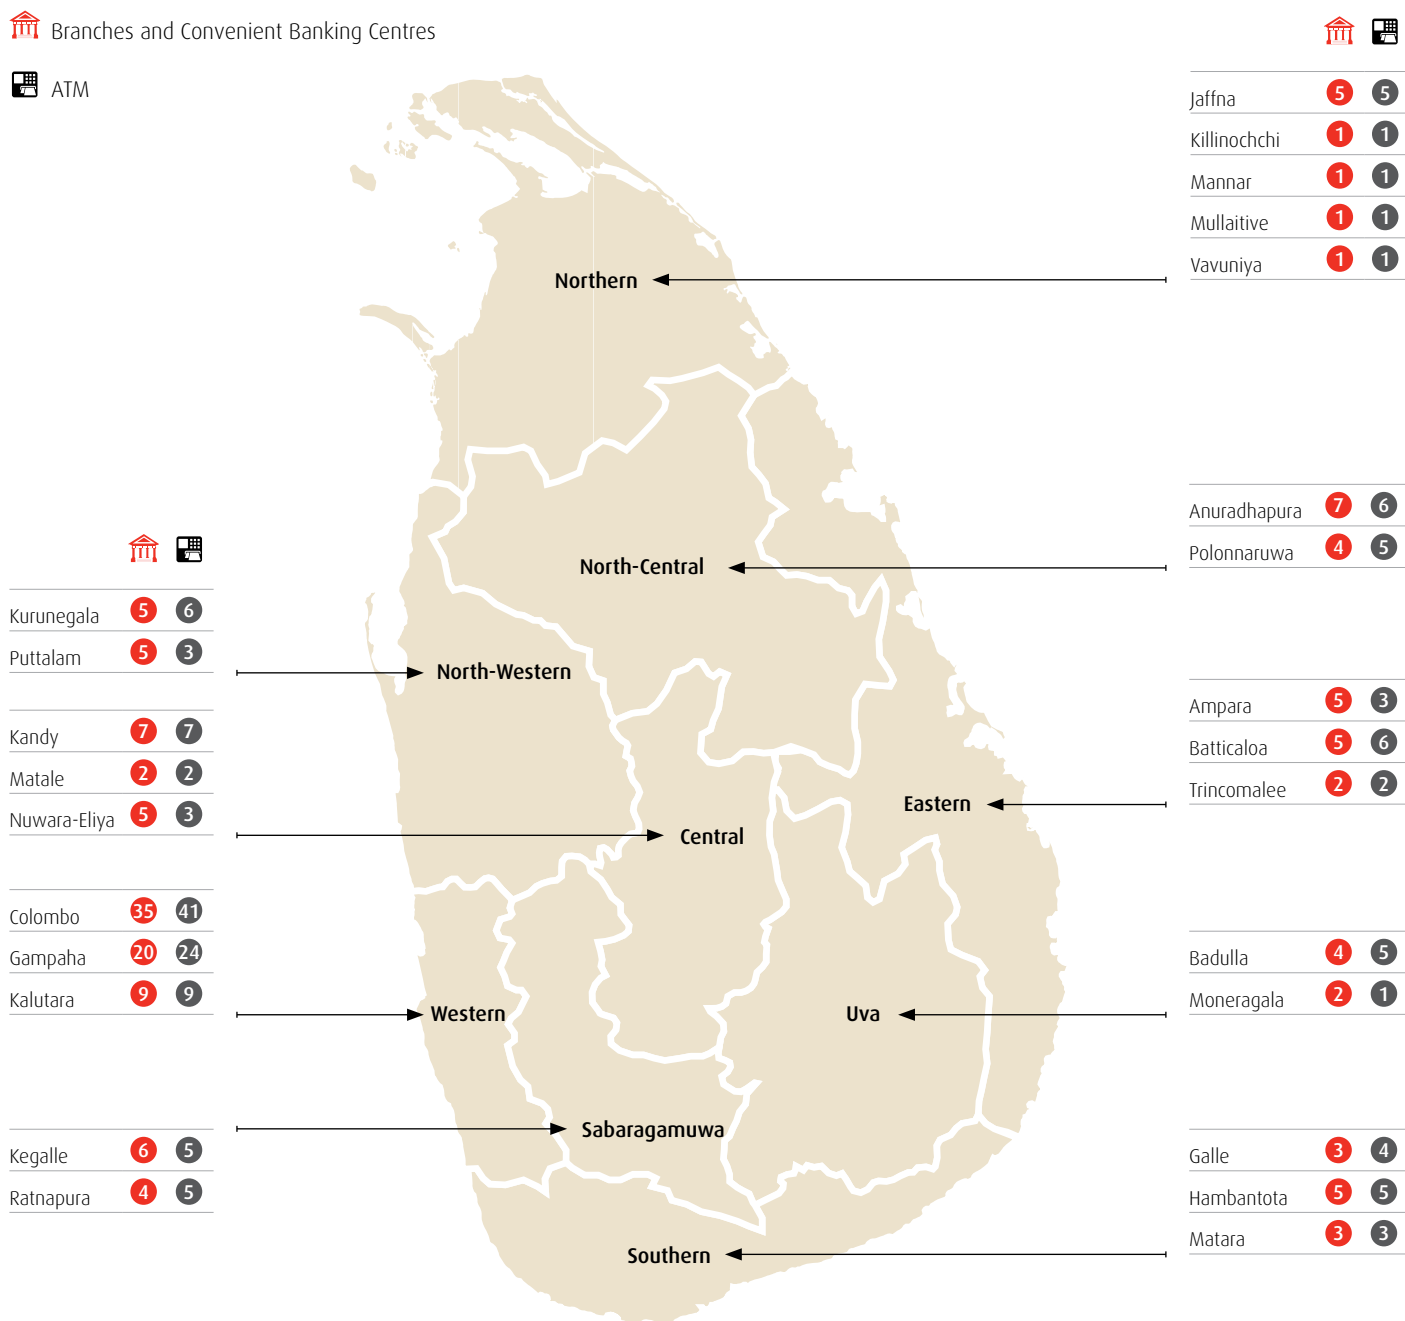 Branches and Convenient Banking Centres
ATM
Jaffna 5 5
Killinochchi 1 1
Mannar 1 1
Mullaitive 1 1
Vavuniya 1 1
Northern
Anuradhapura 7 6
Polonnaruwa 4 5
North-Central
Kurunegala 5 6
Puttalam 5 3
North-Western
Kandy 7 7
Matale 2 2
Nuwara-Eliya 5 3
Central
Ampara 5 3
Batticaloa 5 6
Trincomalee 2 2
Eastern
Colombo 35 41
Gampaha 20 24
Kalutara 9 9
Western
Badulla 4 5
Moneragala 2 1
Uva
Kegalle 6 5
Ratnapura 4 5
Sabaragamuwa
Galle 3 4
Hambantota 5 5
Matara 3 3
Southern